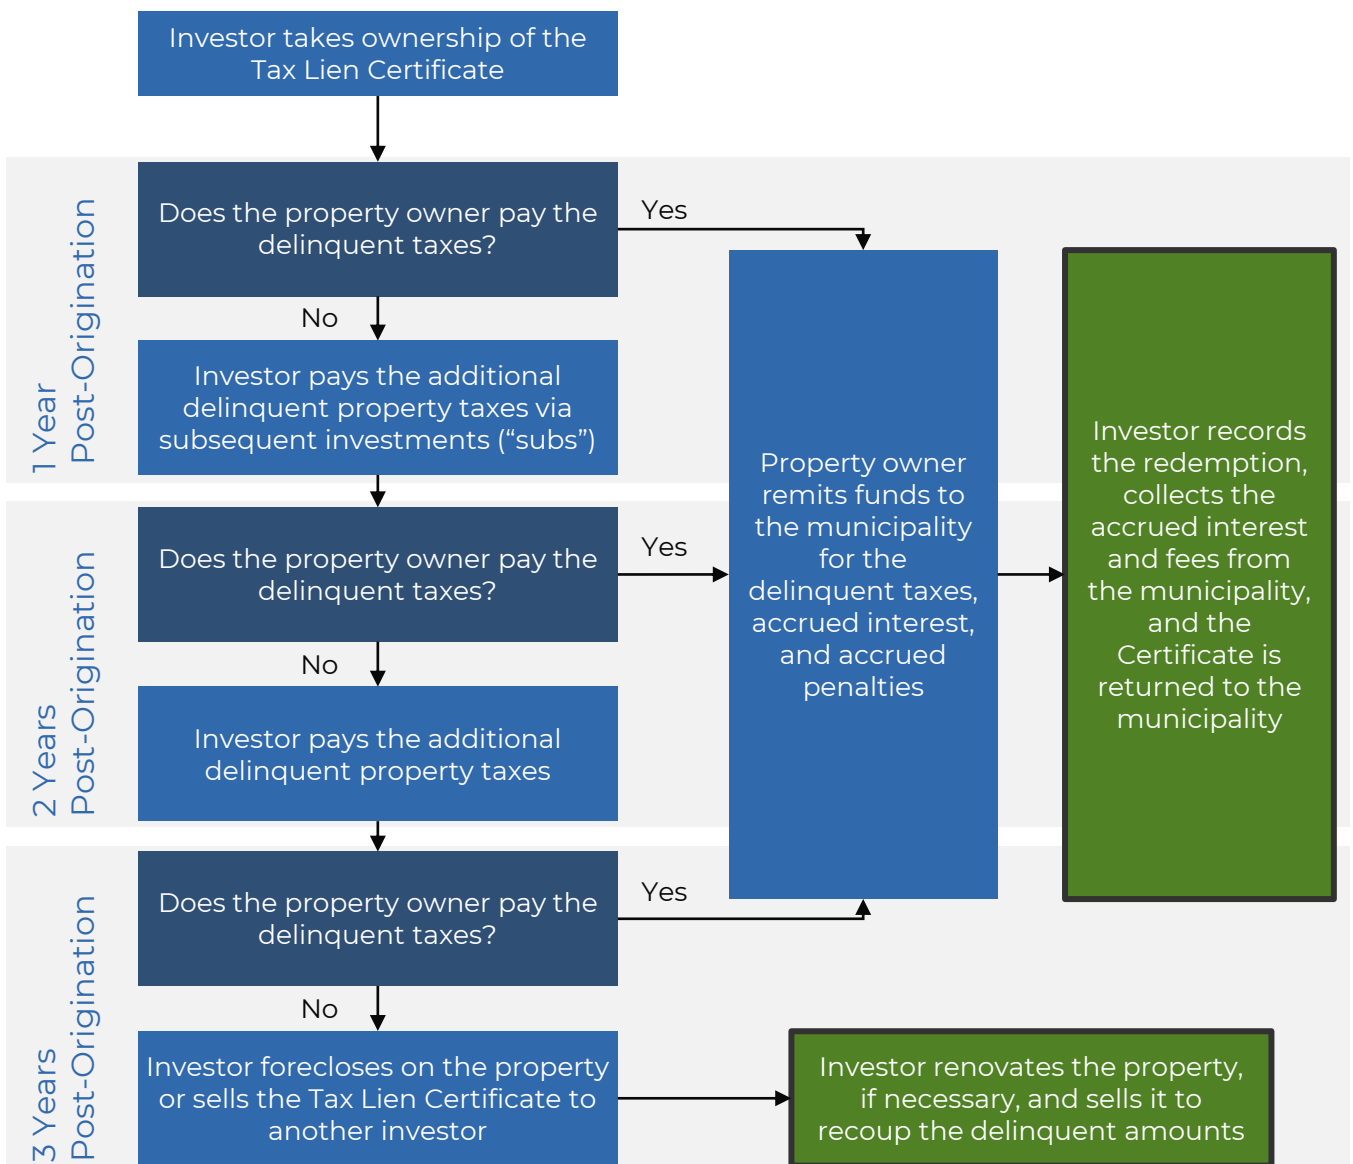 Investor takes ownership of the
Tax Lien Certificate
1 Year
Post-Origination
Does the property owner pay the
delinquent taxes?
Yes
No
Investor pays the additional
delinquent property taxes via
subsequent investments (“subs”)
2 Years
Post-Origination
Does the property owner pay the
delinquent taxes?
Yes
No
Investor pays the additional
delinquent property taxes
3 Years
Post-Origination
Does the property owner pay the
delinquent taxes?
Yes
No
Investor forecloses on the property
or sells the Tax Lien Certificate to
another investor
Property owner
remits funds to
the municipality
for the
delinquent taxes,
accrued interest,
and accrued
penalties
Investor records
the redemption,
collects the
accrued interest
and fees from
the municipality,
and the
Certificate is
returned to the
municipality
Investor renovates the property,
if necessary, and sells it to
recoup the delinquent amounts